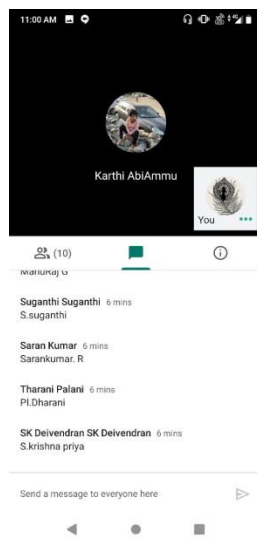 11:00 AM
Karthi AbiAmmu
You
(10)
ManuRaj G
Suganthi Suganthi 6 mins
S.suganthi
Saran Kumar 6 mins
Sarankumar. R
Tharani Palani 6 mins
Pl.Dharani
SK Deivendran SK Deivendran 6 mins
S.krishna priya
Send a message to everyone here